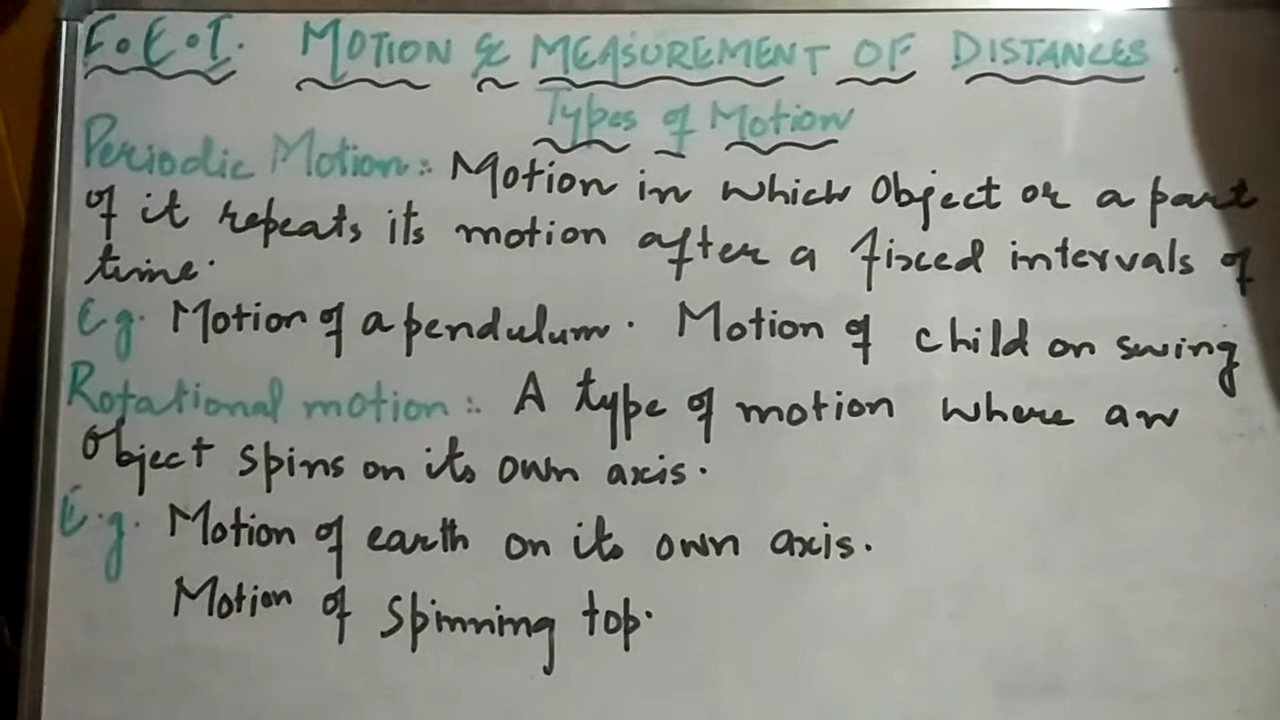 F.O.E.I. MOTION & MEASUREMENT OF DISTANCES.
Types of Motion
Periodic Motion:- Motion in which Object or a part
of it repeats its motion after a fixed intervals of
time.
Eg. Motion of a pendulum. Motion of child on swing
Rotational motion:- A type of motion where an
Object spins on its own axis.
E.g. Motion of earth on its own axis.
Motion of Spinning top.